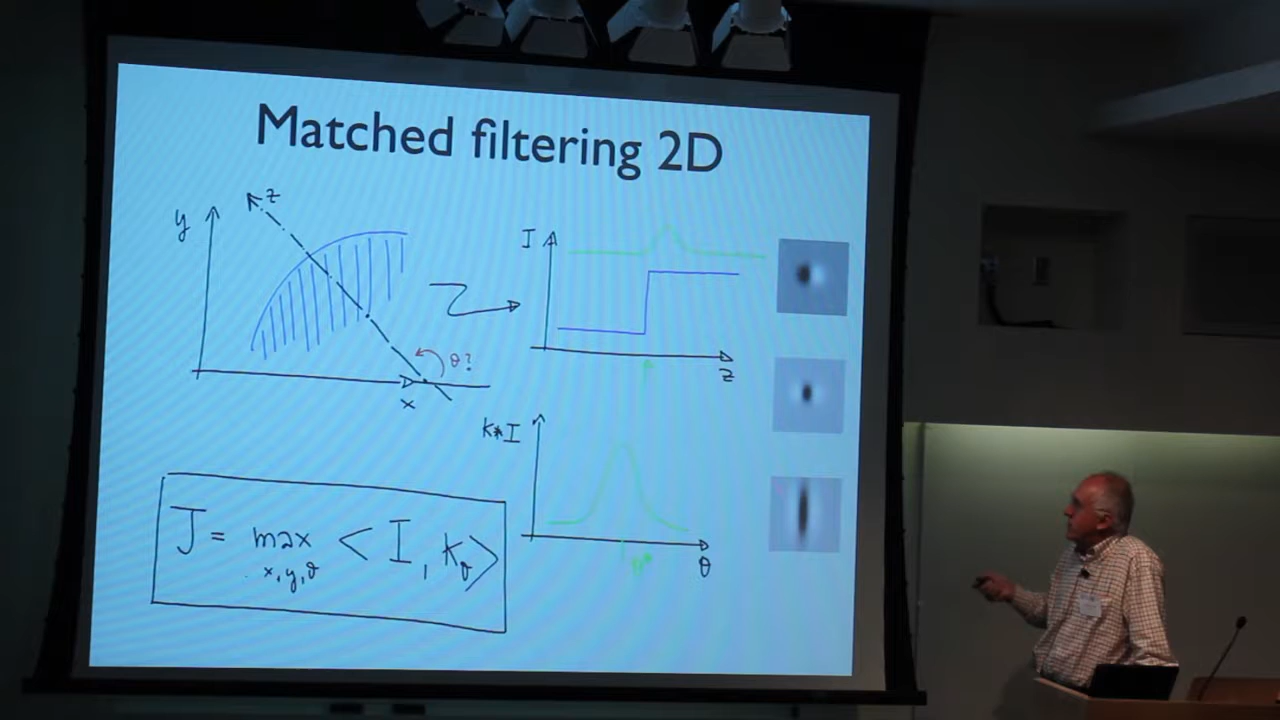 Matched filtering 2D
y
z
θ?
x
I
z
K*I
θ
J = max < I, Kθ >
x,y,θ